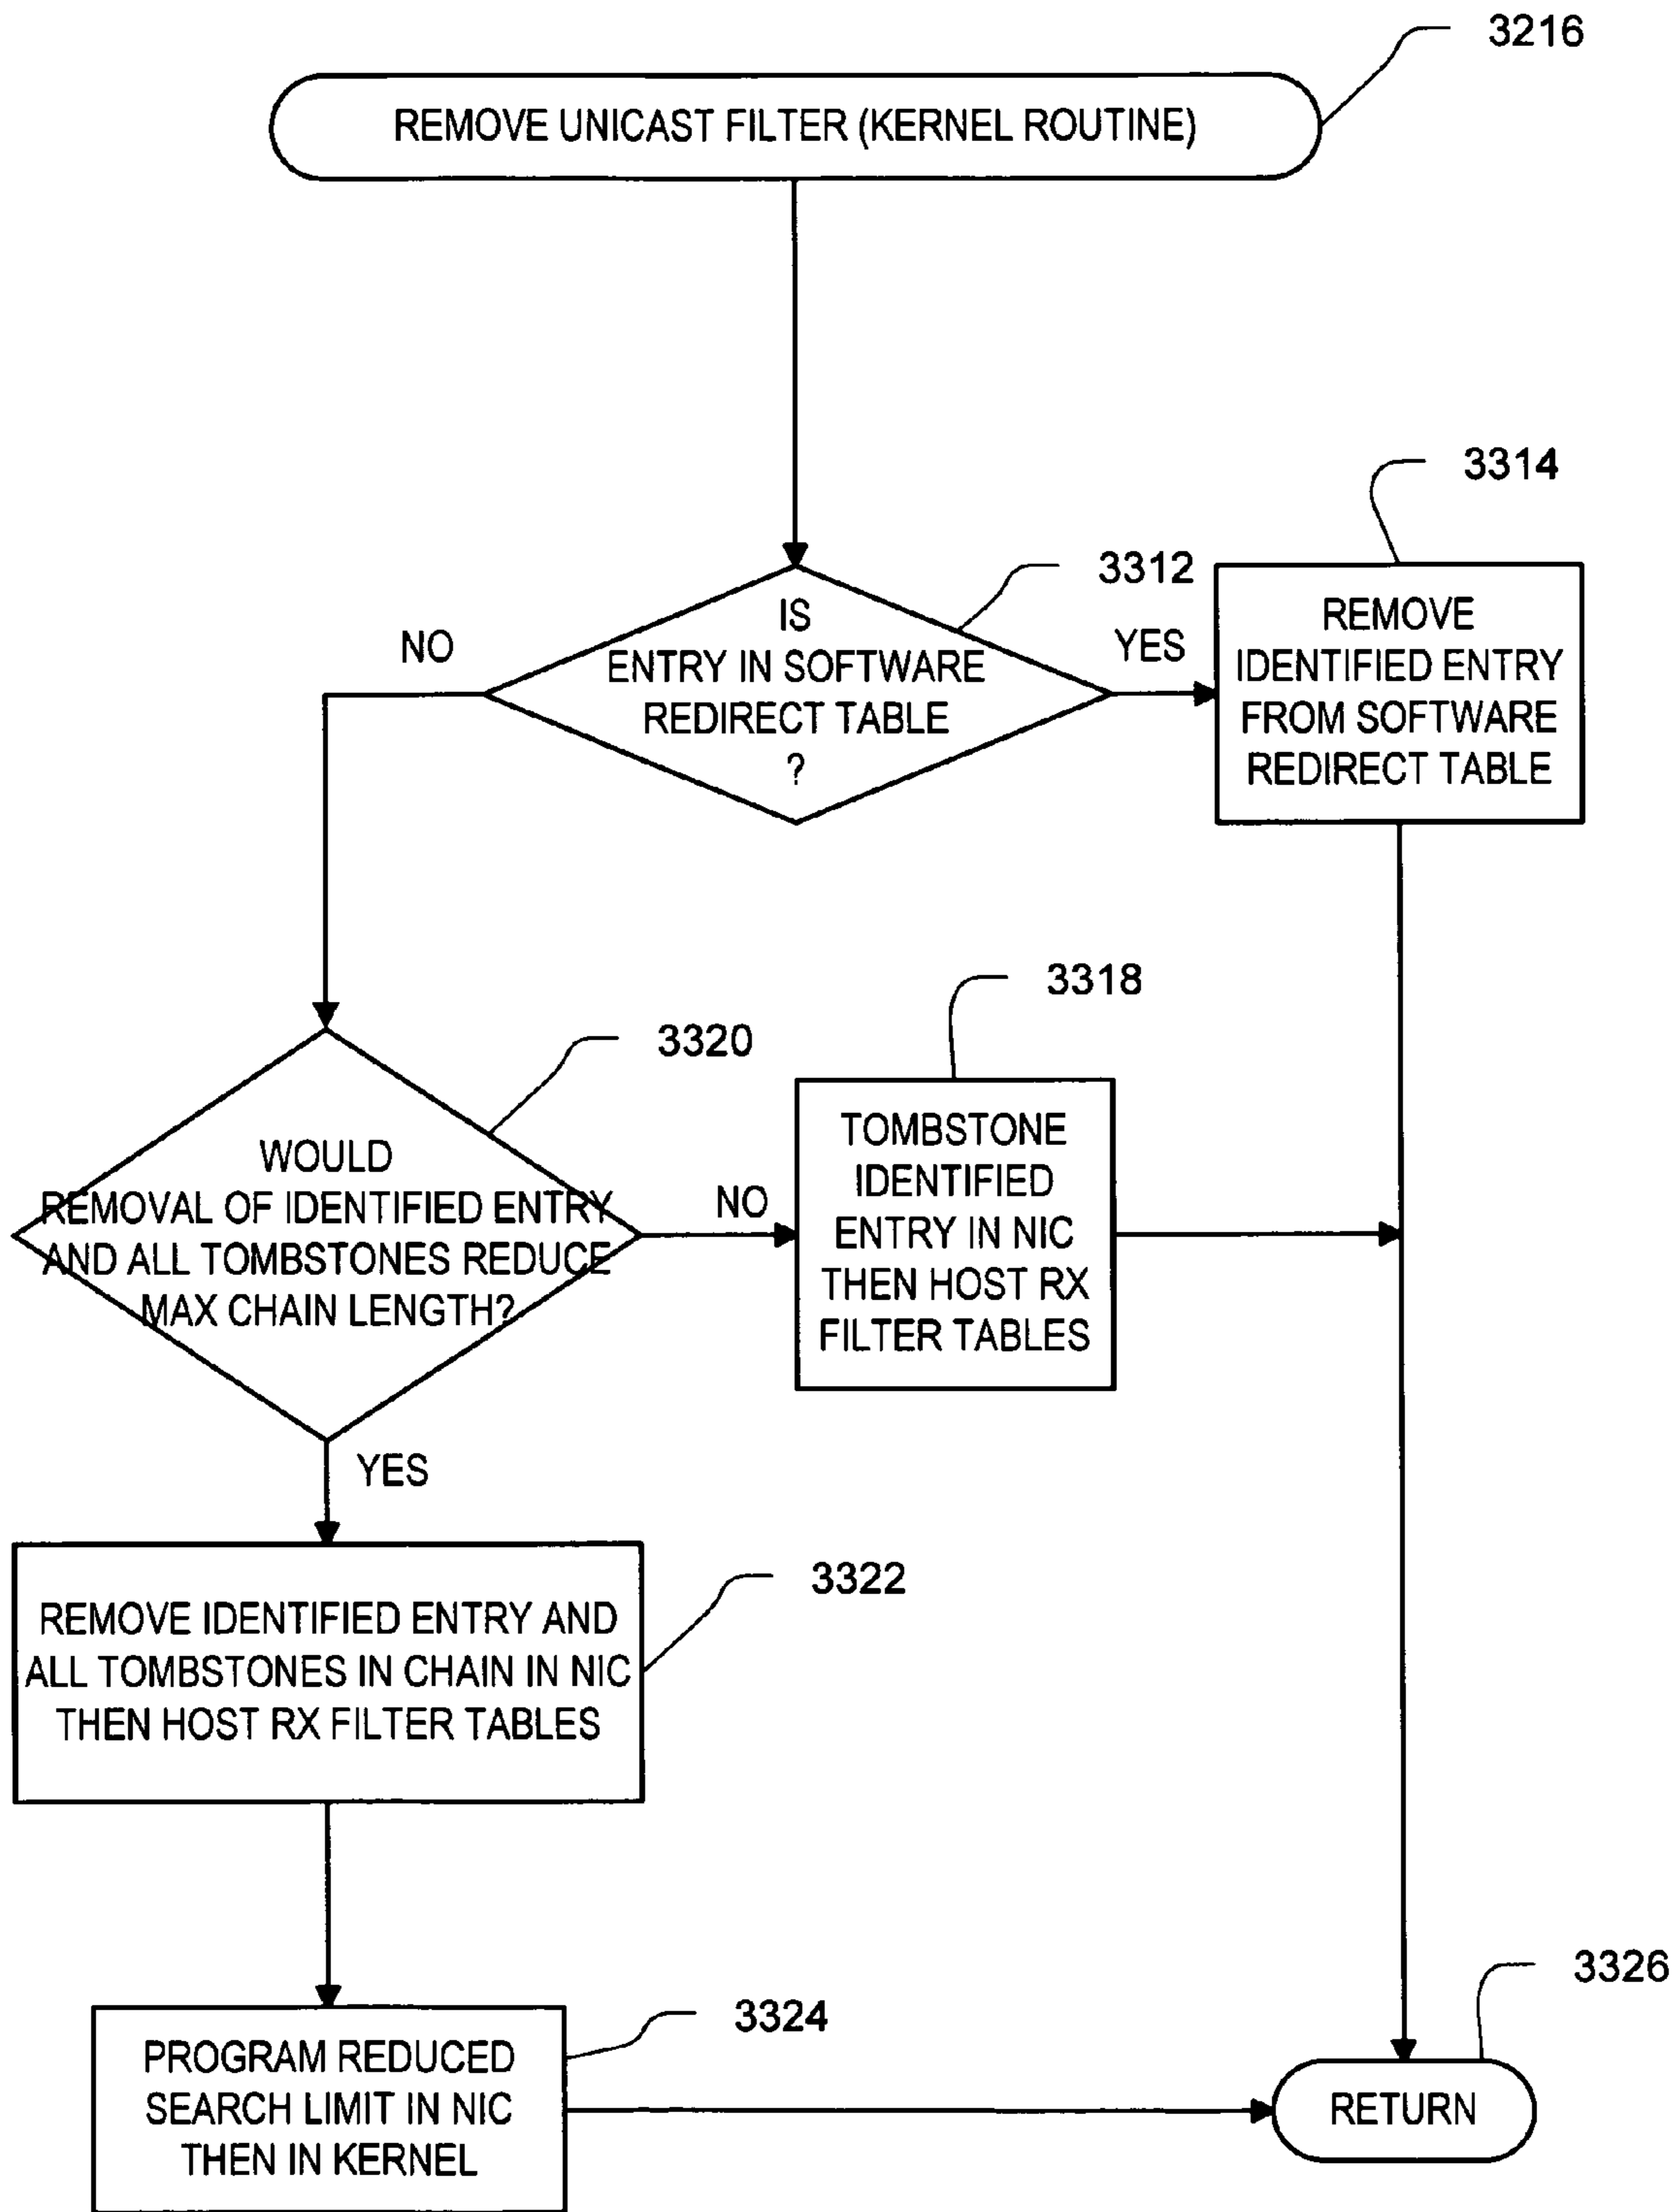 3216
REMOVE UNICAST FILTER (KERNEL ROUTINE)
3314
3312
IS
ENTRY IN SOFTWARE
REDIRECT TABLE
?
NO
YES
REMOVE
IDENTIFIED ENTRY
FROM SOFTWARE
REDIRECT TABLE
3318
3320
WOULD
REMOVAL OF IDENTIFIED ENTRY
AND ALL TOMBSTONES REDUCE
MAX CHAIN LENGTH?
NO
TOMBSTONE
IDENTIFIED
ENTRY IN NIC
THEN HOST RX
FILTER TABLES
YES
3322
REMOVE IDENTIFIED ENTRY AND
ALL TOMBSTONES IN CHAIN IN NIC
THEN HOST RX FILTER TABLES
3324
PROGRAM REDUCED
SEARCH LIMIT IN NIC
THEN IN KERNEL
3326
RETURN